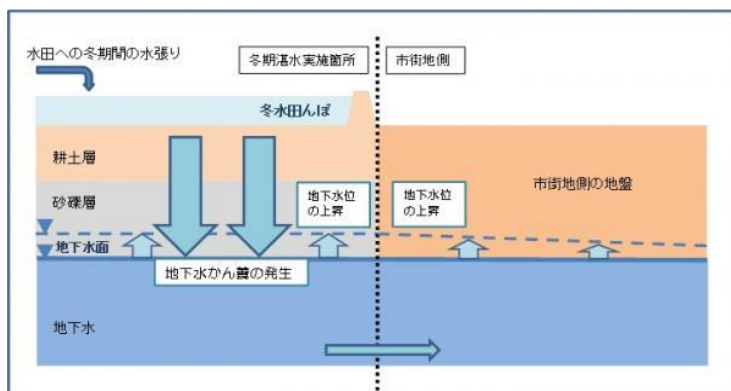 水田への冬期間の水張り
冬期湛水実施箇所
市街地側
冬水田んぼ
耕土層
砂礫層
地下水位
の上昇
地下水位
の上昇
市街地側の地盤
地下水面
地下水かん養の発生
地下水